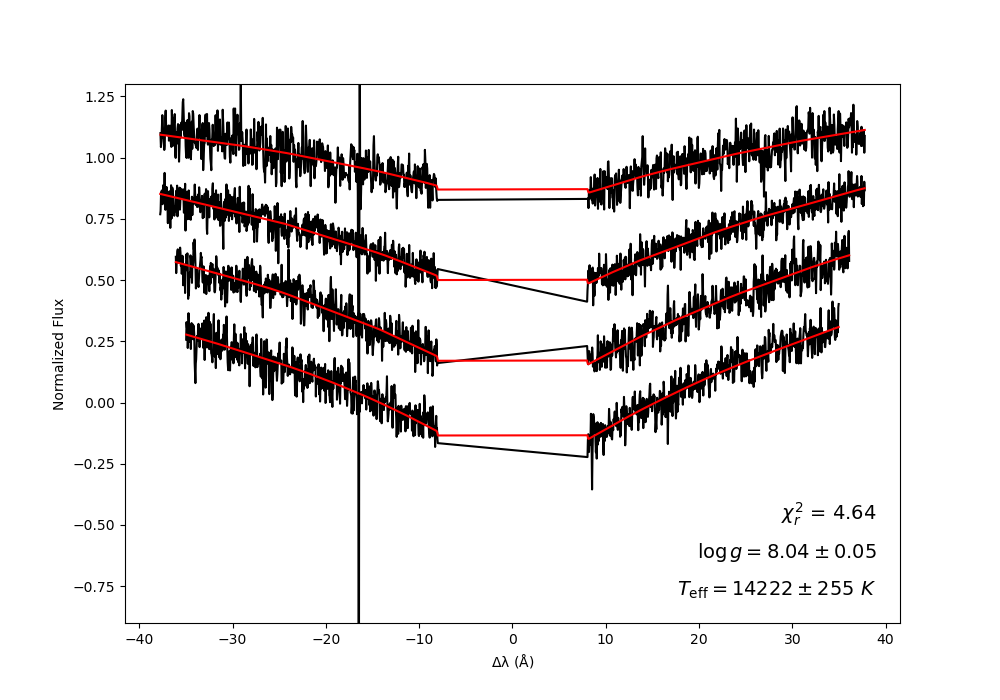 1.25
1.00
0.75
0.50
0.25
0.00
−0.25
−0.50
−0.75
Normalized Flux
χ²ᵣ = 4.64
log g = 8.04 ± 0.05
T_eff = 14222 ± 255 K
−40 −30 −20 −10 0 10 20 30 40
Δλ (Å)